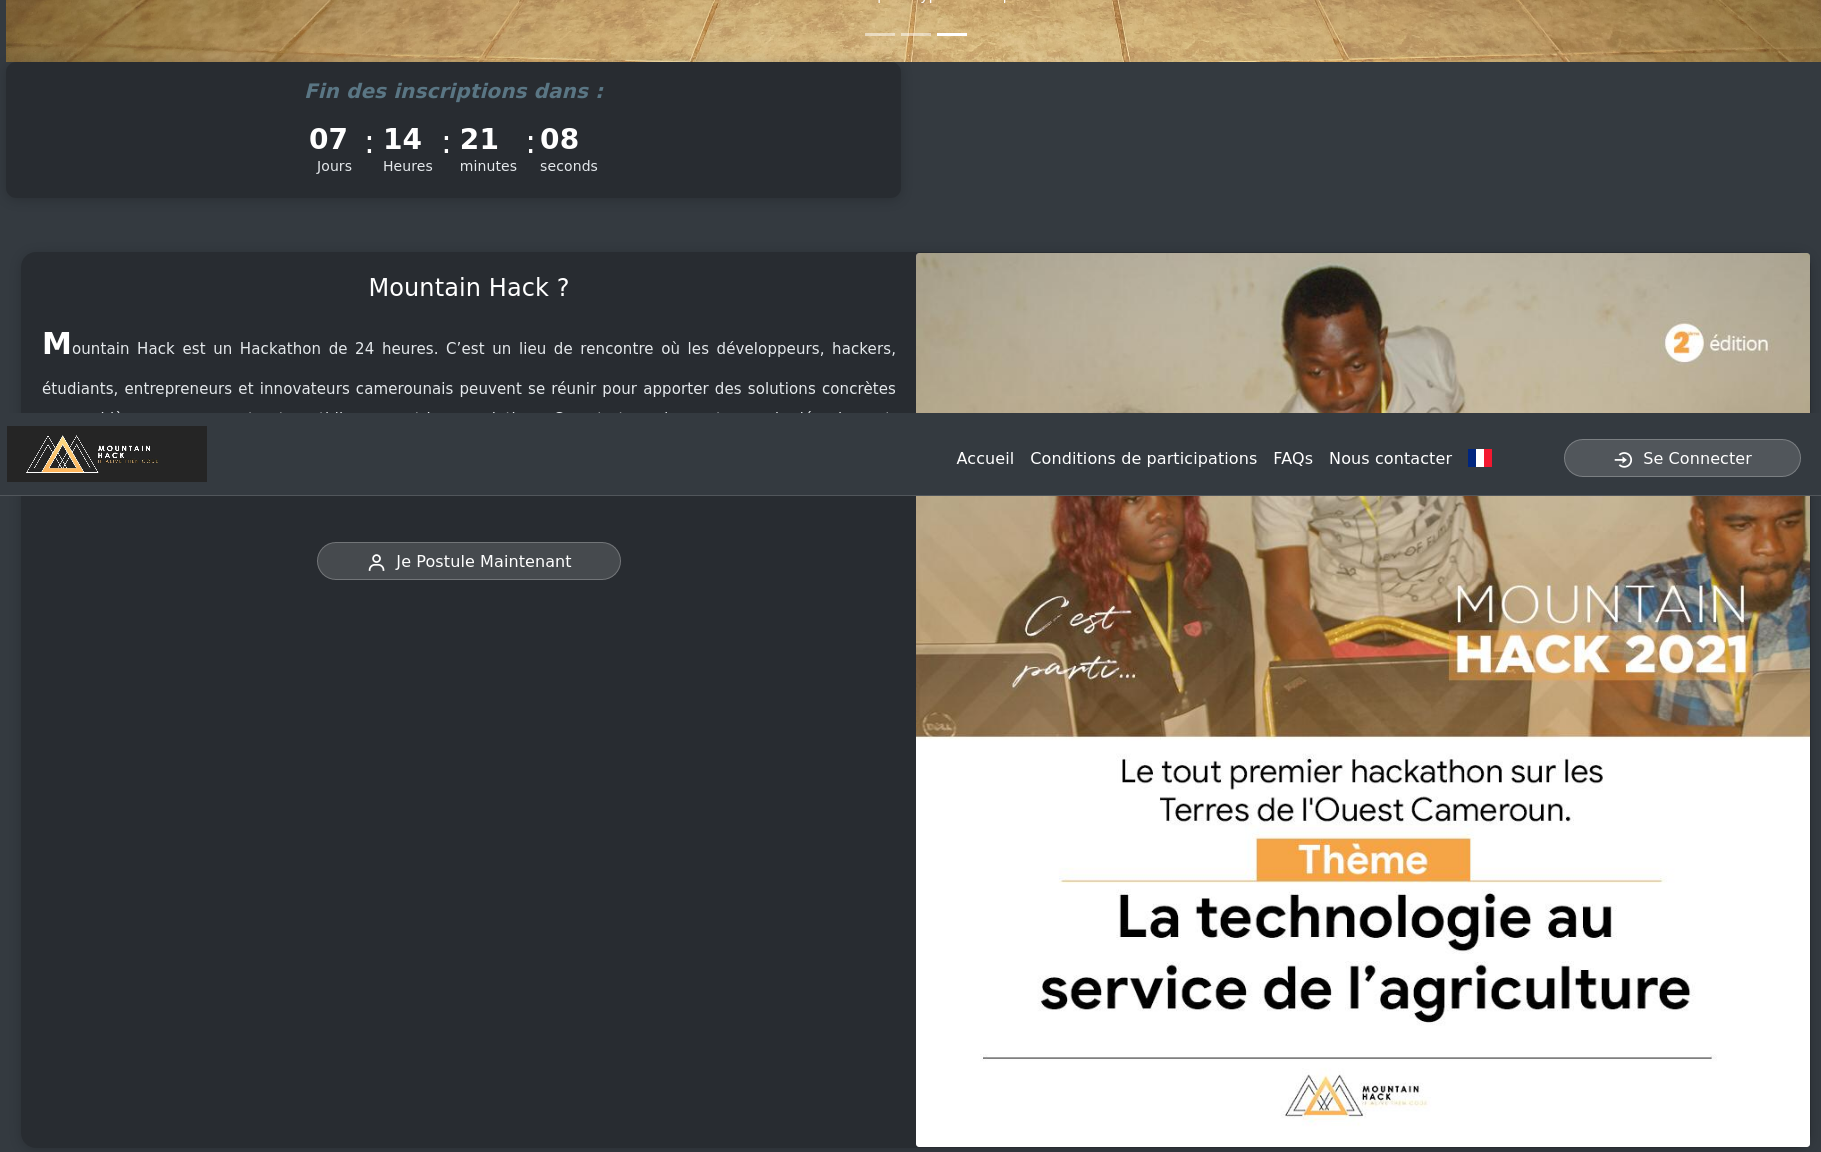 Fin des inscriptions dans :
07 : 14 : 21 : 08
Jours Heures minutes seconds
Mountain Hack ?
Mountain Hack est un Hackathon de 24 heures. C’est un lieu de rencontre où les développeurs, hackers,
étudiants, entrepreneurs et innovateurs camerounais peuvent se réunir pour apporter des solutions concrètes
2ème édition
MOUNTAIN
HACK
Accueil Conditions de participations FAQs Nous contacter Se Connecter
Je Postule Maintenant
C'est
parti...
MOUNTAIN
HACK 2021
DELL
Le tout premier hackathon sur les
Terres de l'Ouest Cameroun.
Thème
La technologie au
service de l’agriculture
MOUNTAIN
HACK